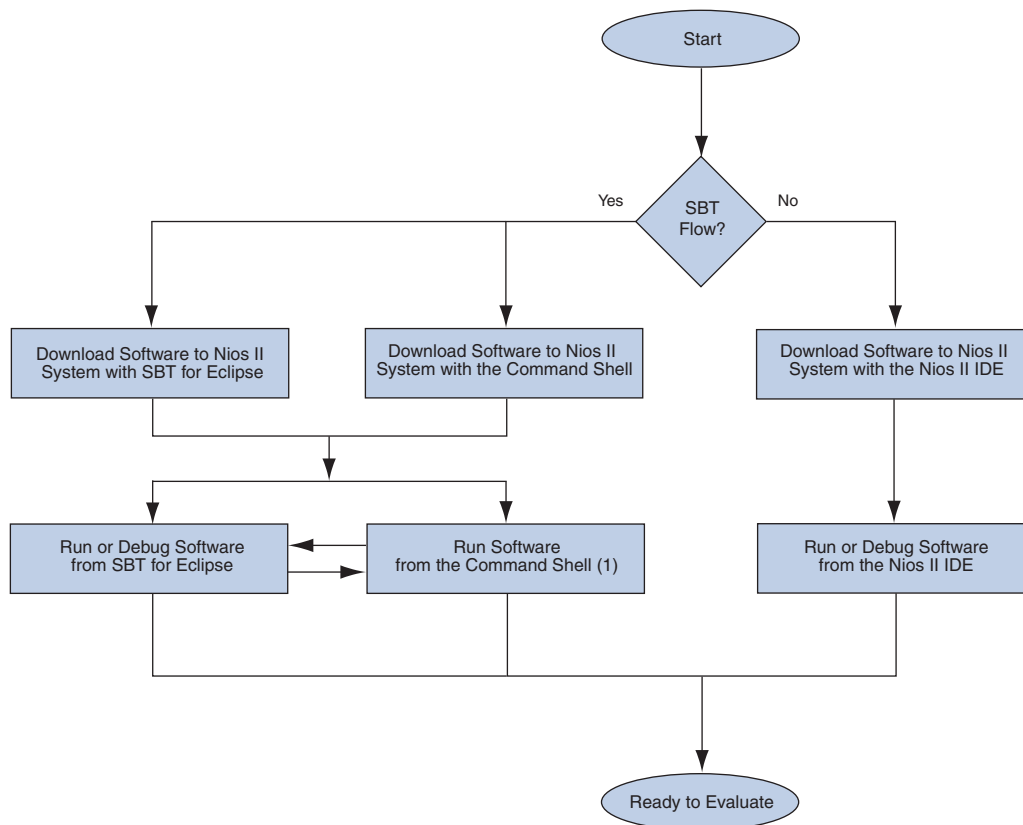 Start
SBT
Flow?
Yes
No
Download Software to Nios II
System with SBT for Eclipse
Download Software to Nios II
System with the Command Shell
Download Software to Nios II
System with the Nios II IDE
Run or Debug Software
from SBT for Eclipse
Run Software
from the Command Shell (1)
Run or Debug Software
from the Nios II IDE
Ready to Evaluate